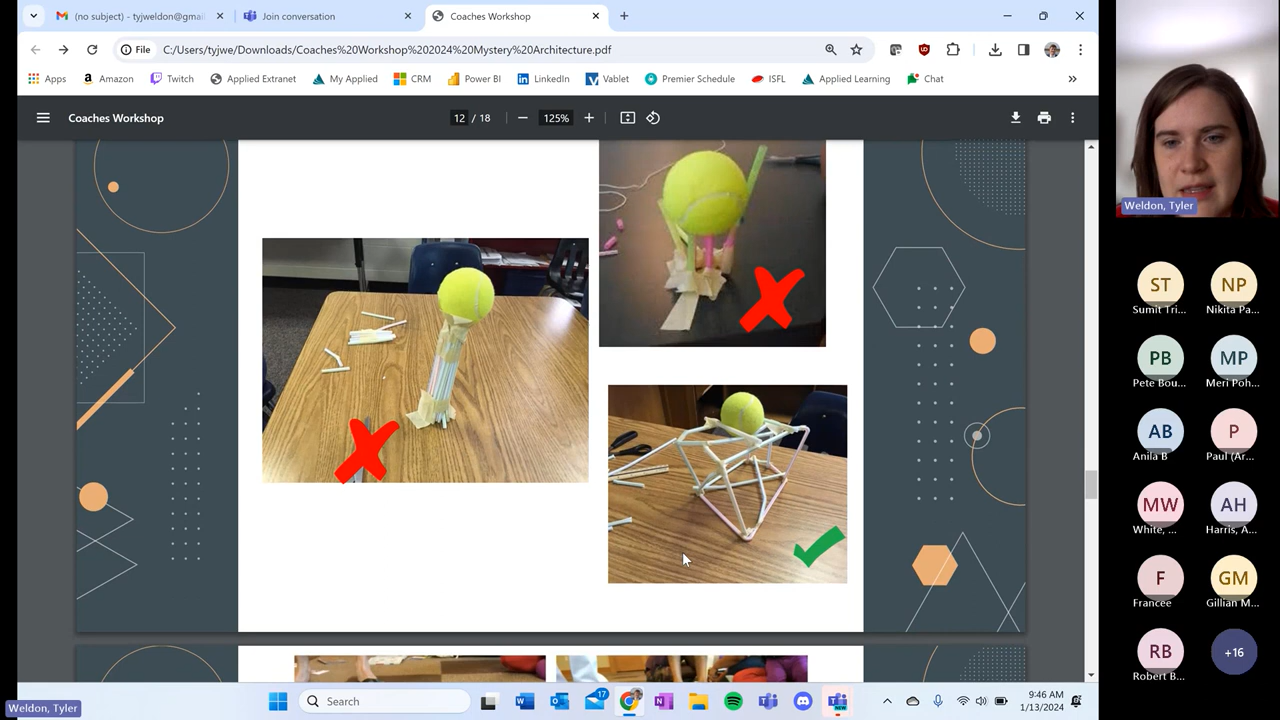 (no subject) - tyjweldon@gmai
Join conversation
Coaches Workshop
File
C:/Users/tyjwe/Downloads/Coaches%20Workshop%202024%20Mystery%20Architecture.pdf
Apps
Amazon
Twitch
Applied Extranet
My Applied
CRM
Power BI
LinkedIn
Vablet
Premier Schedule
ISFL
Applied Learning
Chat
Coaches Workshop
12 / 18
125%
Weldon, Tyler
ST
NP
Sumit Tri...
Nikita Pa...
PB
MP
Pete Bou...
Meri Poh...
AB
P
Anila B
Paul (Ar...
MW
AH
White, ...
Harris, A...
F
GM
Francee
Gillian M...
RB
+16
Robert B...
Weldon, Tyler
Search
17
NEW
9:46 AM
1/13/2024